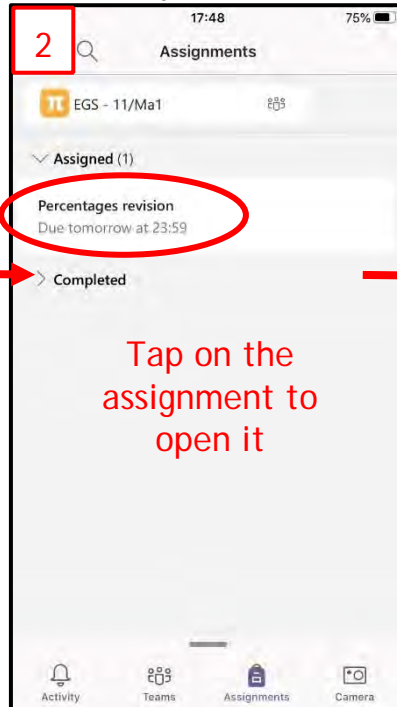 17:48
75%
2
Assignments
π EGS - 11/Ma1
Assigned (1)
Percentages revision
Due tomorrow at 23:59
Completed
Tap on the
assignment to
open it
Activity Teams Assignments Camera